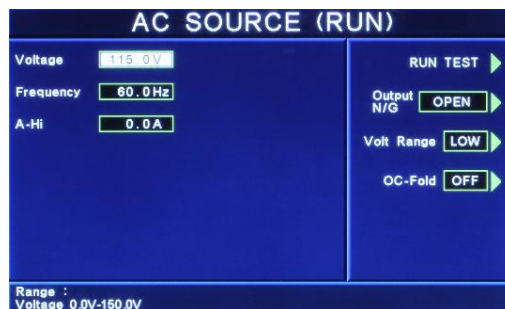 AC SOURCE (RUN)
Voltage 115.0V
Frequency 60.0Hz
A-Hi 0.0A
RUN TEST
Output
N/G OPEN
Volt Range LOW
OC-Fold OFF
Range :
Voltage 0.0V-150.0V